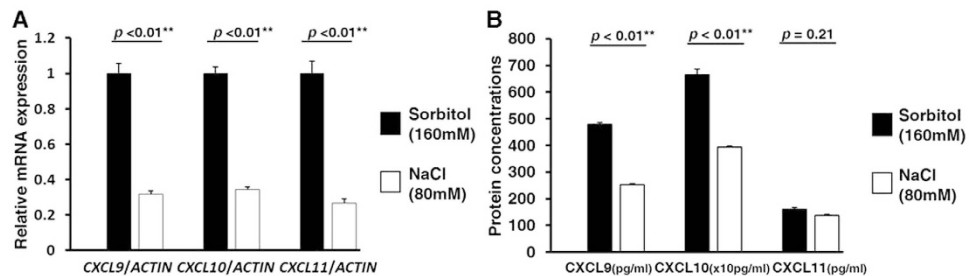 A
p <0.01** p <0.01** p <0.01**
Relative mRNA expression
1.2
1
0.8
0.6
0.4
0.2
0
CXCL9/ACTIN CXCL10/ACTIN CXCL11/ACTIN
Sorbitol
(160mM)
NaCl
(80mM)
B
p < 0.01** p <0.01** p = 0.21
Protein concentrations
800
700
600
500
400
300
200
100
0
CXCL9(pg/ml) CXCL10(x10pg/ml) CXCL11(pg/ml)
Sorbitol
(160mM)
NaCl
(80mM)